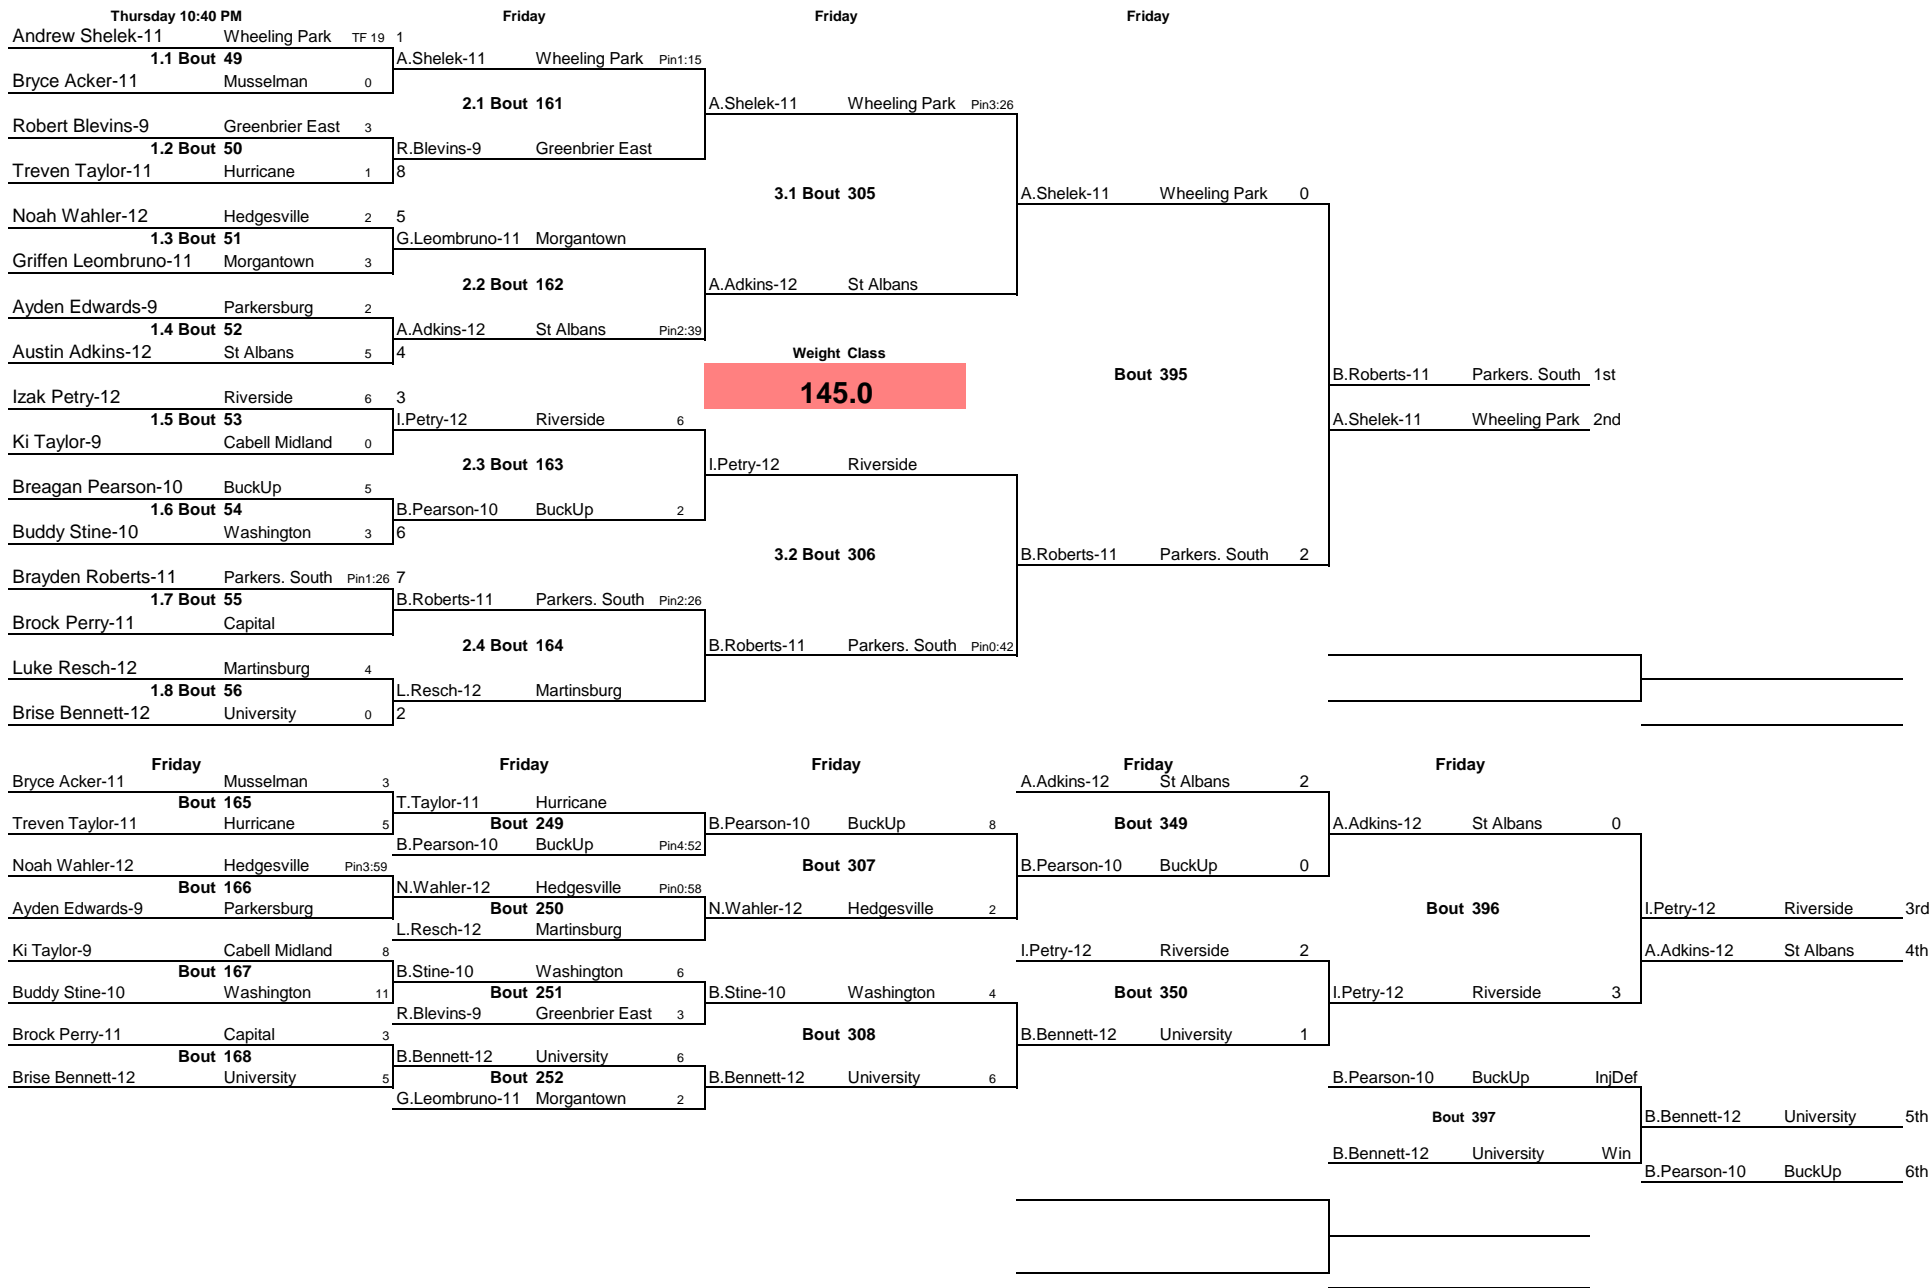 Thursday 10:40 PM Friday Friday Friday
Andrew Shelek-11 Wheeling Park TF 19 1
1.1 Bout 49 A.Shelek-11 Wheeling Park Pin1:15
Bryce Acker-11 Musselman 0
2.1 Bout 161 A.Shelek-11 Wheeling Park Pin3:26
Robert Blevins-9 Greenbrier East 3
1.2 Bout 50 R.Blevins-9 Greenbrier East
Treven Taylor-11 Hurricane 1 8
3.1 Bout 305 A.Shelek-11 Wheeling Park 0
Noah Wahler-12 Hedgesville 2 5
1.3 Bout 51 G.Leombruno-11 Morgantown
Griffen Leombruno-11 Morgantown 3
2.2 Bout 162 A.Adkins-12 St Albans
Ayden Edwards-9 Parkersburg 2
1.4 Bout 52 A.Adkins-12 St Albans Pin2:39
Austin Adkins-12 St Albans 5 4 Weight Class
Bout 395 B.Roberts-11 Parkers. South 1st
Izak Petry-12 Riverside 6 3 145.0
1.5 Bout 53 I.Petry-12 Riverside 6 A.Shelek-11 Wheeling Park 2nd
Ki Taylor-9 Cabell Midland 0
2.3 Bout 163 I.Petry-12 Riverside
Breagan Pearson-10 BuckUp 5
1.6 Bout 54 B.Pearson-10 BuckUp 2
Buddy Stine-10 Washington 3 6
3.2 Bout 306 B.Roberts-11 Parkers. South 2
Brayden Roberts-11 Parkers. South Pin1:26 7
1.7 Bout 55 B.Roberts-11 Parkers. South Pin2:26
Brock Perry-11 Capital
2.4 Bout 164 B.Roberts-11 Parkers. South Pin0:42
Luke Resch-12 Martinsburg 4
1.8 Bout 56 L.Resch-12 Martinsburg
Brise Bennett-12 University 0 2
Friday Friday Friday Friday Friday
Bryce Acker-11 Musselman 3 A.Adkins-12 St Albans 2
Bout 165 T.Taylor-11 Hurricane
Treven Taylor-11 Hurricane 5 Bout 249 B.Pearson-10 BuckUp 8 Bout 349 A.Adkins-12 St Albans 0
B.Pearson-10 BuckUp Pin4:52
Noah Wahler-12 Hedgesville Pin3:59 Bout 307 B.Pearson-10 BuckUp 0
Bout 166 N.Wahler-12 Hedgesville Pin0:58
Ayden Edwards-9 Parkersburg Bout 250 N.Wahler-12 Hedgesville 2 Bout 396 I.Petry-12 Riverside 3rd
L.Resch-12 Martinsburg
Ki Taylor-9 Cabell Midland 8 I.Petry-12 Riverside 2 A.Adkins-12 St Albans 4th
Bout 167 B.Stine-10 Washington 6
Buddy Stine-10 Washington 11 Bout 251 B.Stine-10 Washington 4 Bout 350 I.Petry-12 Riverside 3
R.Blevins-9 Greenbrier East 3
Brock Perry-11 Capital 3 Bout 308 B.Bennett-12 University 1
Bout 168 B.Bennett-12 University 6
Brise Bennett-12 University 5 Bout 252 B.Bennett-12 University 6 B.Pearson-10 BuckUp InjDef
G.Leombruno-11 Morgantown 2
Bout 397 B.Bennett-12 University 5th
B.Bennett-12 University Win
B.Pearson-10 BuckUp 6th